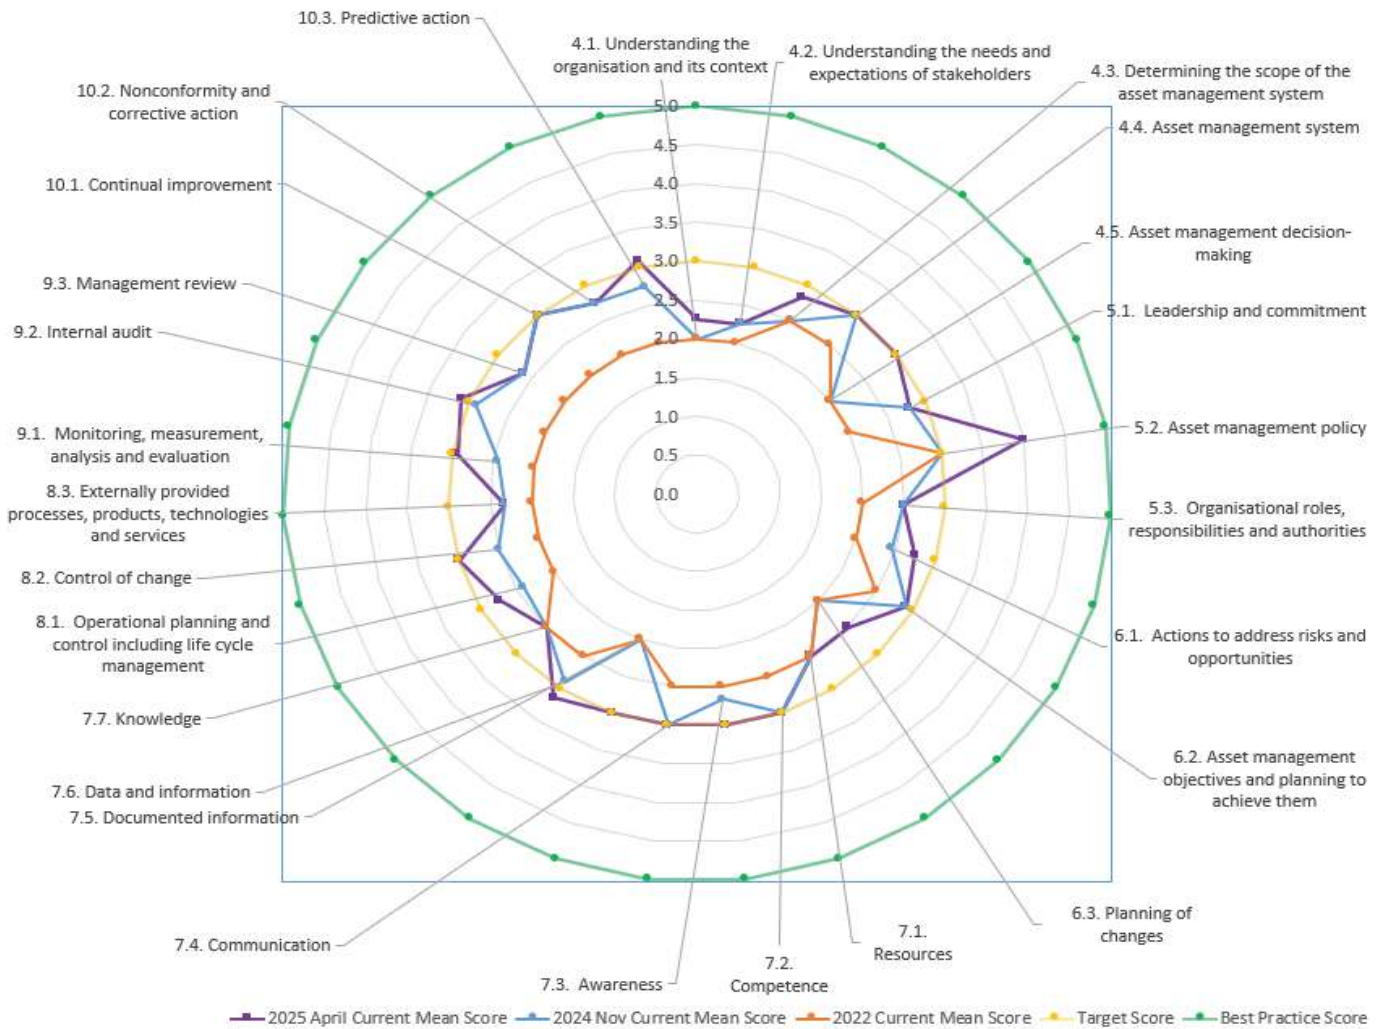 10.3. Predictive action
4.1. Understanding the
organisation and its context
4.2. Understanding the needs and
expectations of stakeholders
4.3. Determining the scope of the
asset management system
4.4. Asset management system
4.5. Asset management decision-
making
5.1. Leadership and commitment
5.2. Asset management policy
5.3. Organisational roles,
responsibilities and authorities
6.1. Actions to address risks and
opportunities
6.2. Asset management
objectives and planning to
achieve them
6.3. Planning of
changes
7.1.
Resources
7.2.
Competence
7.3. Awareness
7.4. Communication
7.5. Documented information
7.6. Data and information
7.7. Knowledge
8.1. Operational planning and
control including life cycle
management
8.2. Control of change
8.3. Externally provided
processes, products, technologies
and services
9.1. Monitoring, measurement,
analysis and evaluation
9.2. Internal audit
9.3. Management review
10.1. Continual improvement
10.2. Nonconformity and
corrective action
5.0
4.5
4.0
3.5
3.0
2.5
2.0
1.5
1.0
0.5
0.0
2025 April Current Mean Score
2024 Nov Current Mean Score
2022 Current Mean Score
Target Score
Best Practice Score